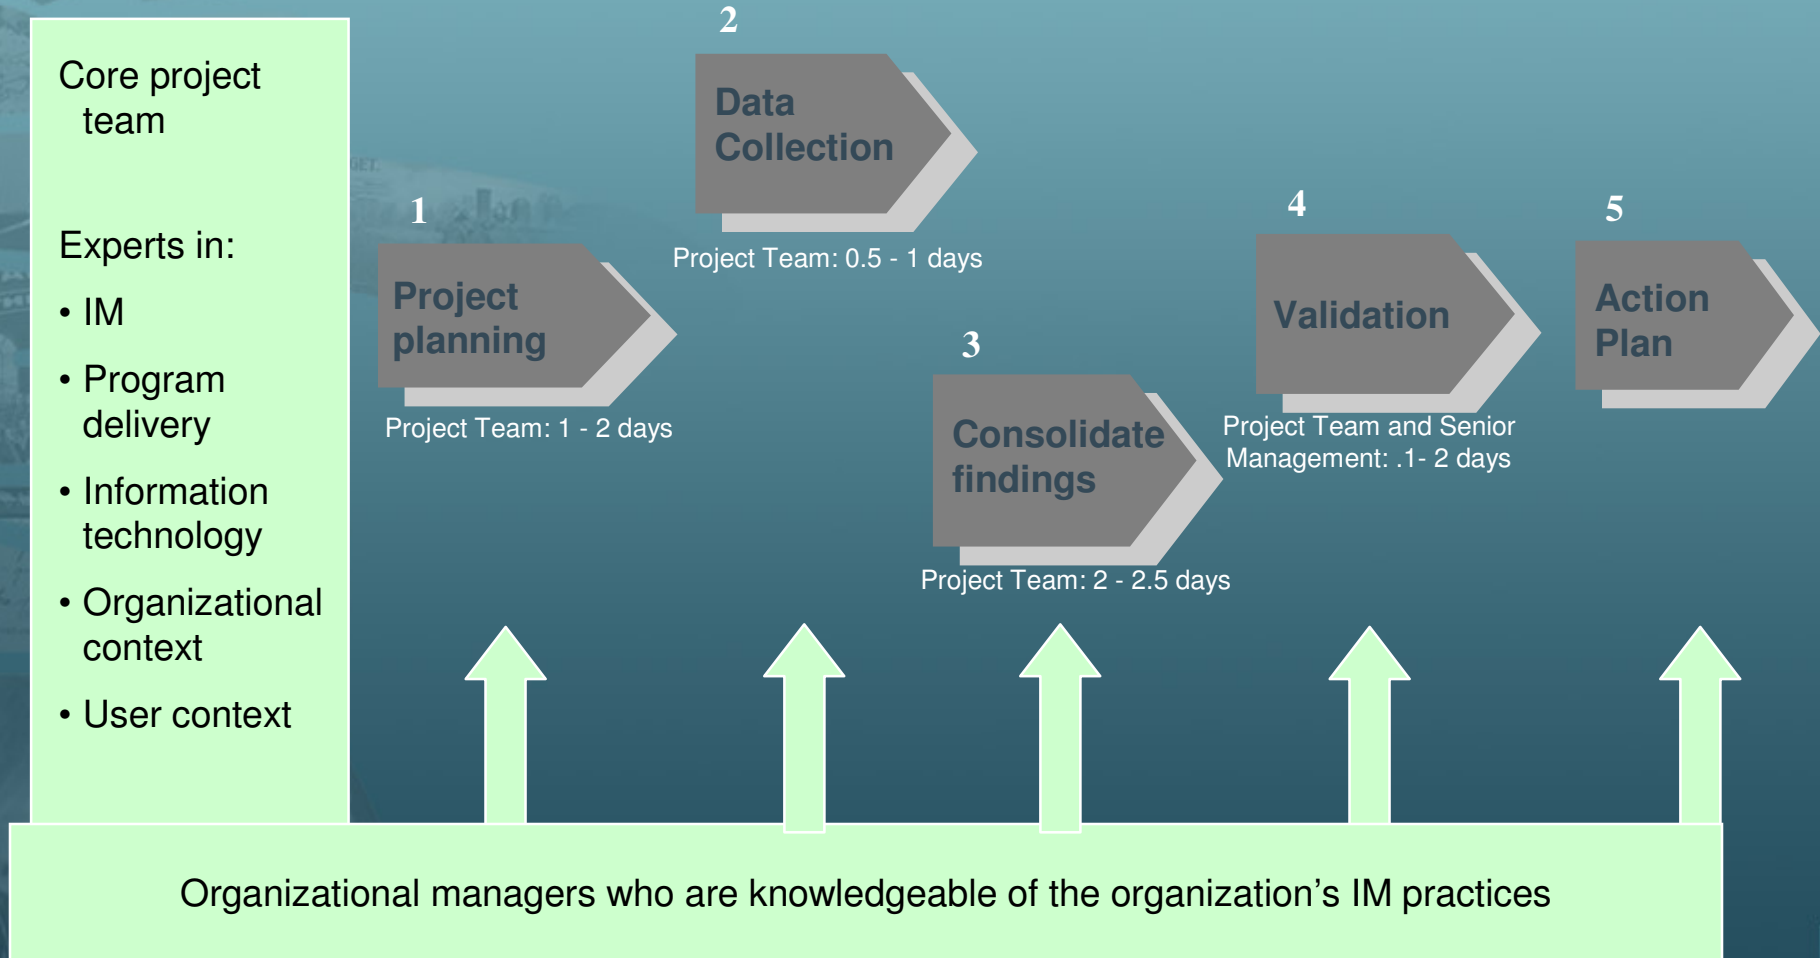 Core project
team
Experts in:
• IM
• Program
delivery
• Information
technology
• Organizational
context
• User context
1
Project
planning
Project Team: 1 - 2 days
2
Data
Collection
Project Team: 0.5 - 1 days
3
Consolidate
findings
Project Team: 2 - 2.5 days
4
Validation
Project Team and Senior
Management: .1- 2 days
5
Action
Plan
Organizational managers who are knowledgeable of the organization’s IM practices